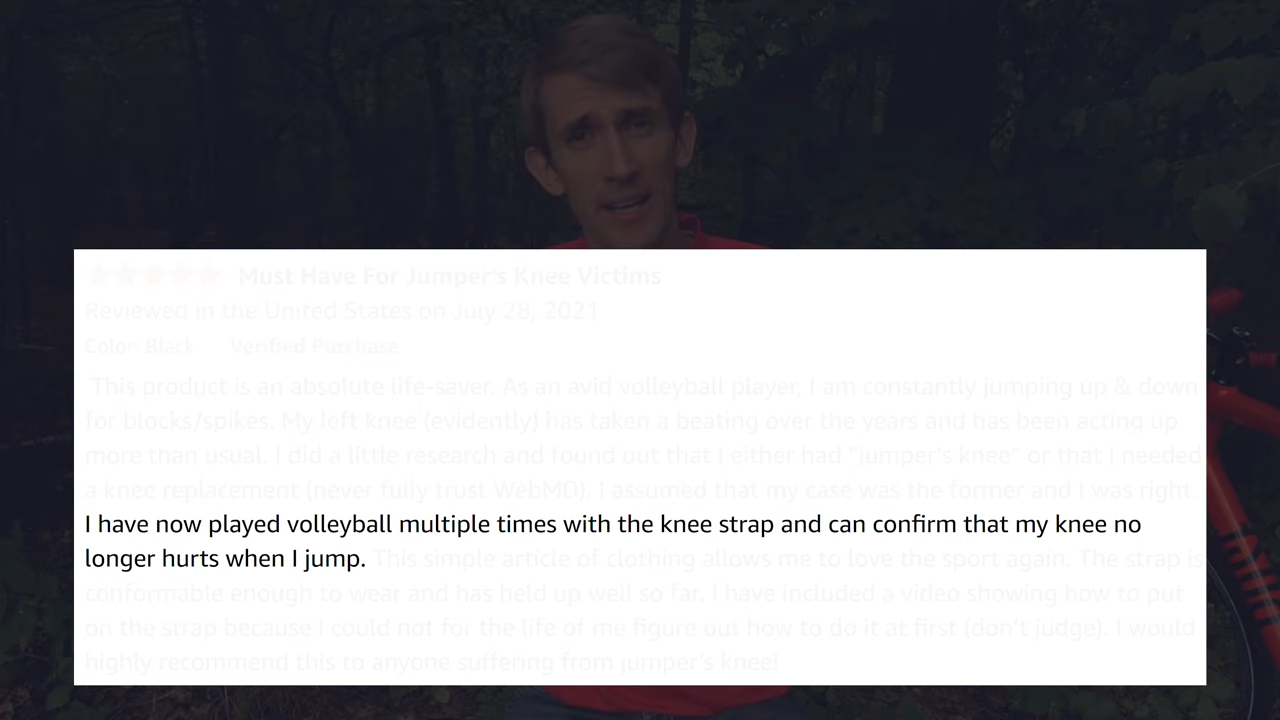 Must Have For Jumper's Knee Victims
Reviewed in the United States on July 28, 2021
Color: Black Verified Purchase
This product is an absolute life-saver. As an avid volleyball player, I am constantly jumping up & down
for blocks/spikes. My left knee (evidently) has taken a beating over the years and has been acting up
more than usual. I did a little research and found out that I either had "jumper's knee" or that I needed
a knee replacement (never fully trust WebMD). I assumed that my case was the former and I was right.
I have now played volleyball multiple times with the knee strap and can confirm that my knee no
longer hurts when I jump. This simple article of clothing allows me to love the sport again. The strap is
conformable enough to wear and has held up well so far. I have included a video showing how to put
on the strap because I could not for the life of me figure out how to do it at first (don't judge). I would
highly recommend this to anyone suffering from jumper's knee!